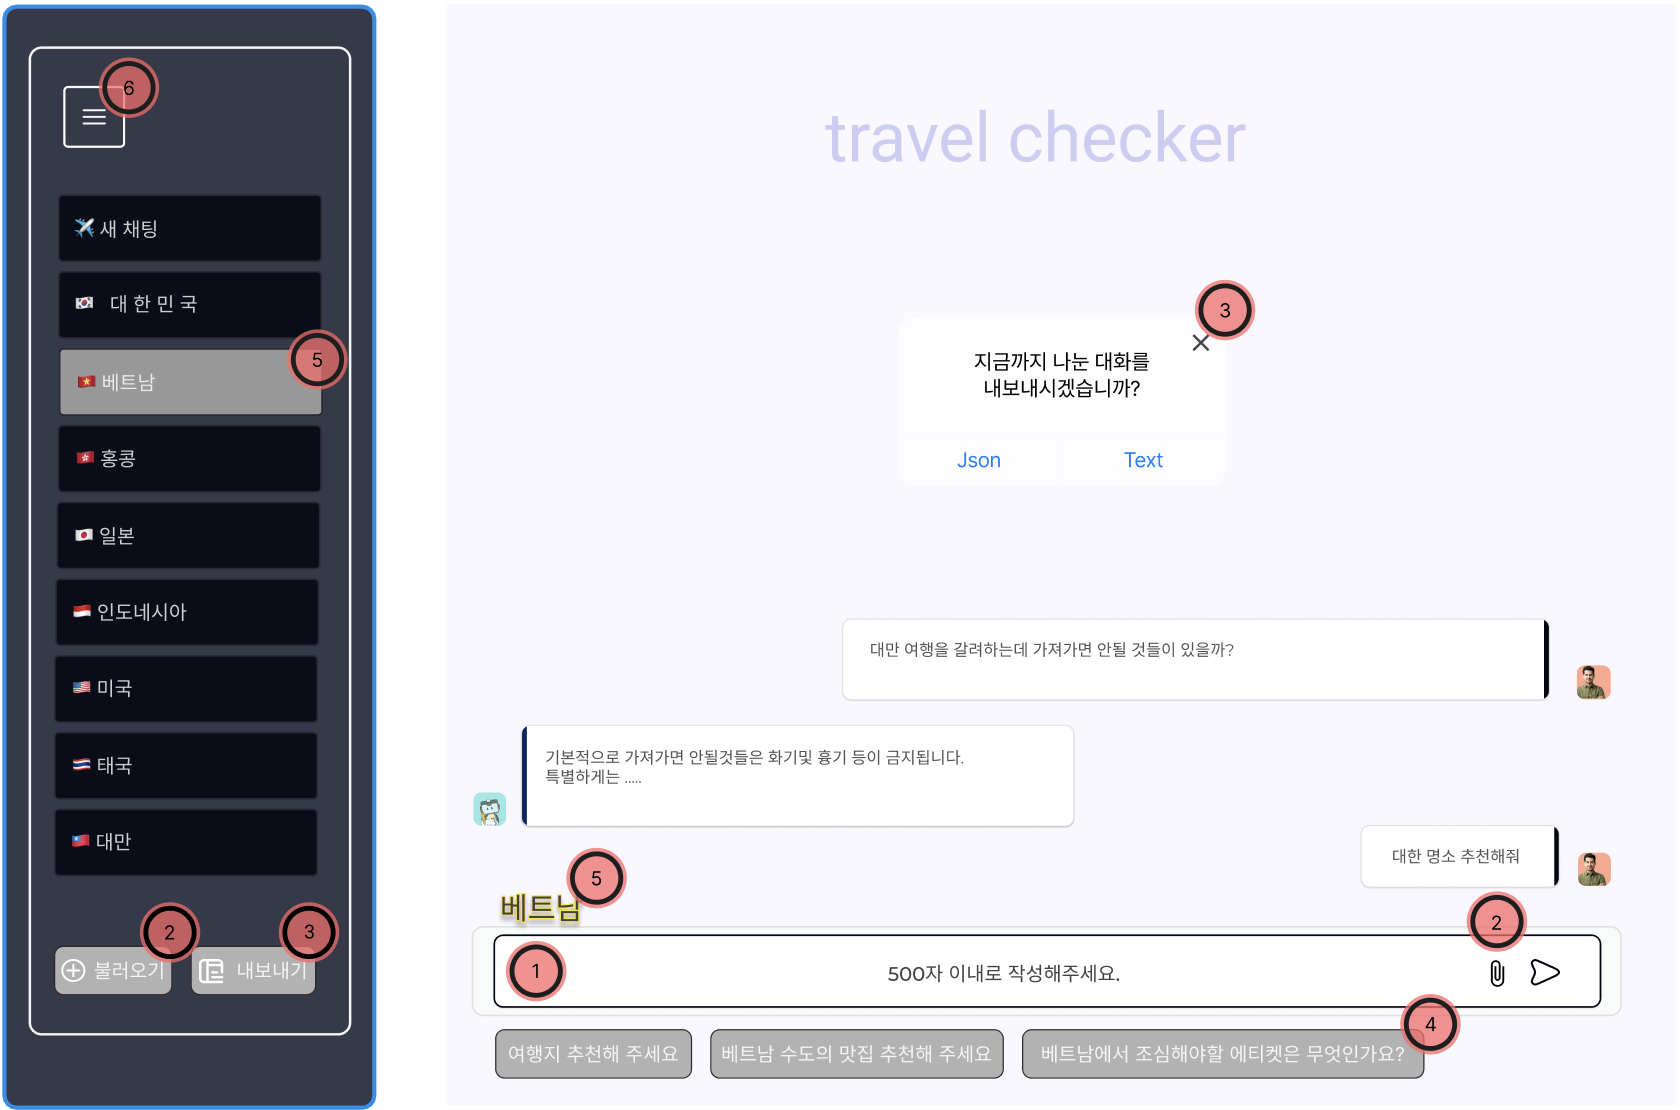 6
새 채팅
대 한 민 국
5
베트남
홍콩
일본
인도네시아
미국
태국
대만
2
3
불러오기
내보내기
travel checker
3
지금까지 나눈 대화를
내보내시겠습니까?
Json
Text
대만 여행을 갈려하는데 가져가면 안될 것들이 있을까?
기본적으로 가져가면 안될것들은 화기및 흉기 등이 금지됩니다.
특별하게는 .....
대한 명소 추천해줘
5
베트남
2
1
500자 이내로 작성해주세요.
4
여행지 추천해 주세요
베트남 수도의 맛집 추천해 주세요
베트남에서 조심해야할 에티켓은 무엇인가요?